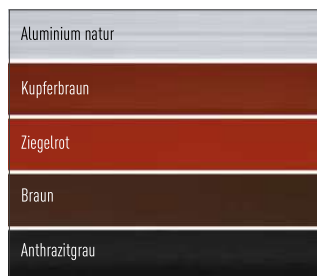 Aluminium natur
Kupferbraun
Ziegelrot
Braun
Anthrazitgrau